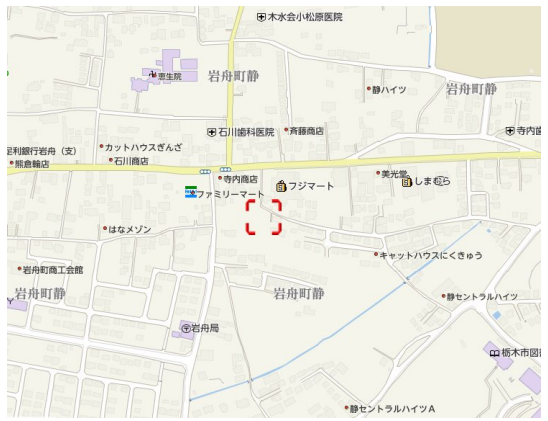 木水会小松原医院
恵生院
岩舟町静
静ハイツ
岩舟町静
石川歯科医院
斉藤商店
寺内歯
カットハウスぎんざ
足利銀行岩舟（支）
石川商店
熊倉輪店
寺内商店
フジマート
美光堂
しまむら
ファミリーマート
はなメゾン
キャットハウスにくきゅう
岩舟町商工会館
岩舟町静
岩舟町静
静セントラルハイツ
岩舟局
栃木市図
静セントラルハイツＡ